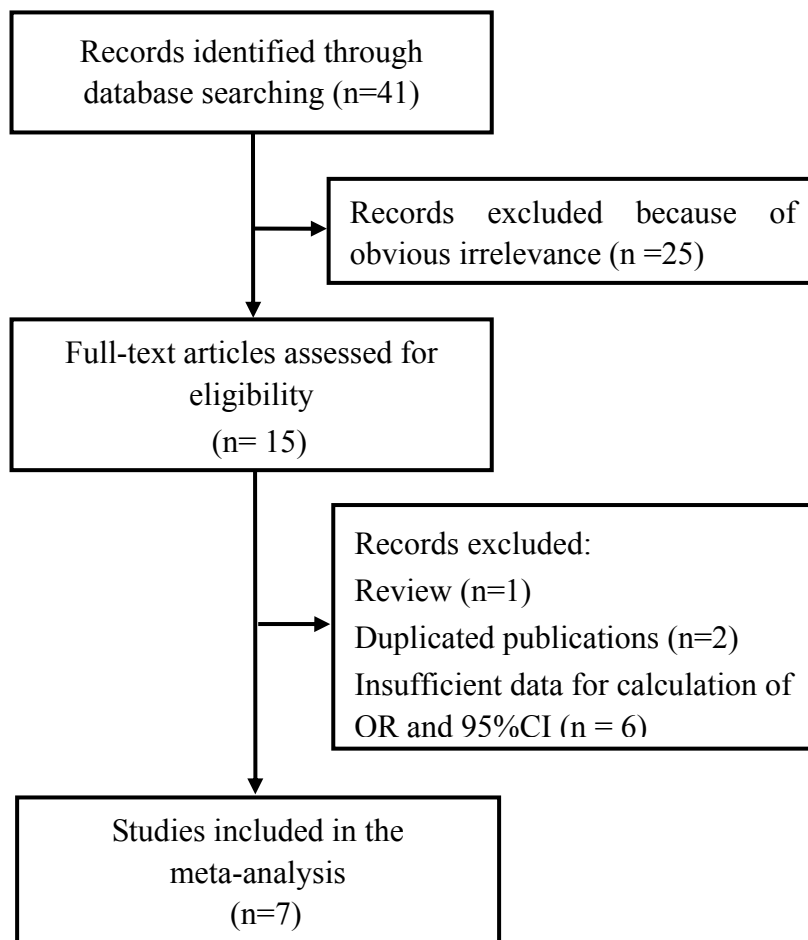 Records identified through
database searching (n=41)
Records excluded because of
obvious irrelevance (n =25)
Full-text articles assessed for
eligibility
(n= 15)
Records excluded:
Review (n=1)
Duplicated publications (n=2)
Insufficient data for calculation of
OR and 95%CI (n = 6)
Studies included in the
meta-analysis
(n=7)